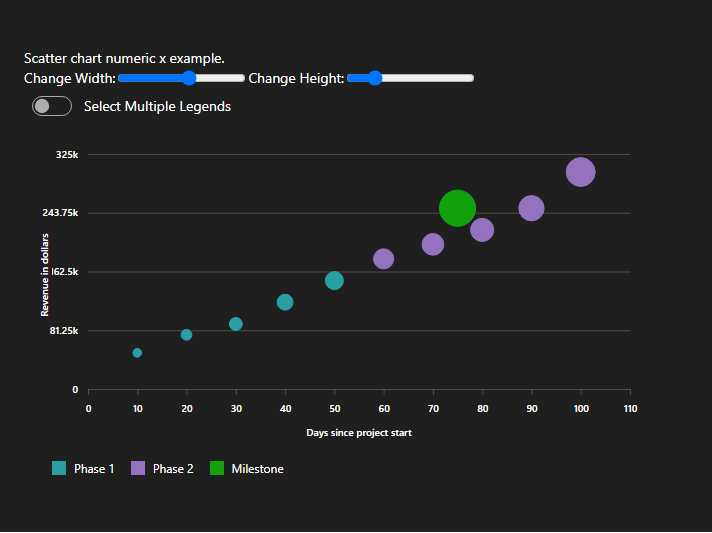 Scatter chart numeric x example.
Change Width: Change Height:
Select Multiple Legends
325k
243.75k
162.5k
81.25k
0
Revenue in dollars
0 10 20 30 40 50 60 70 80 90 100 110
Days since project start
Phase 1 Phase 2 Milestone